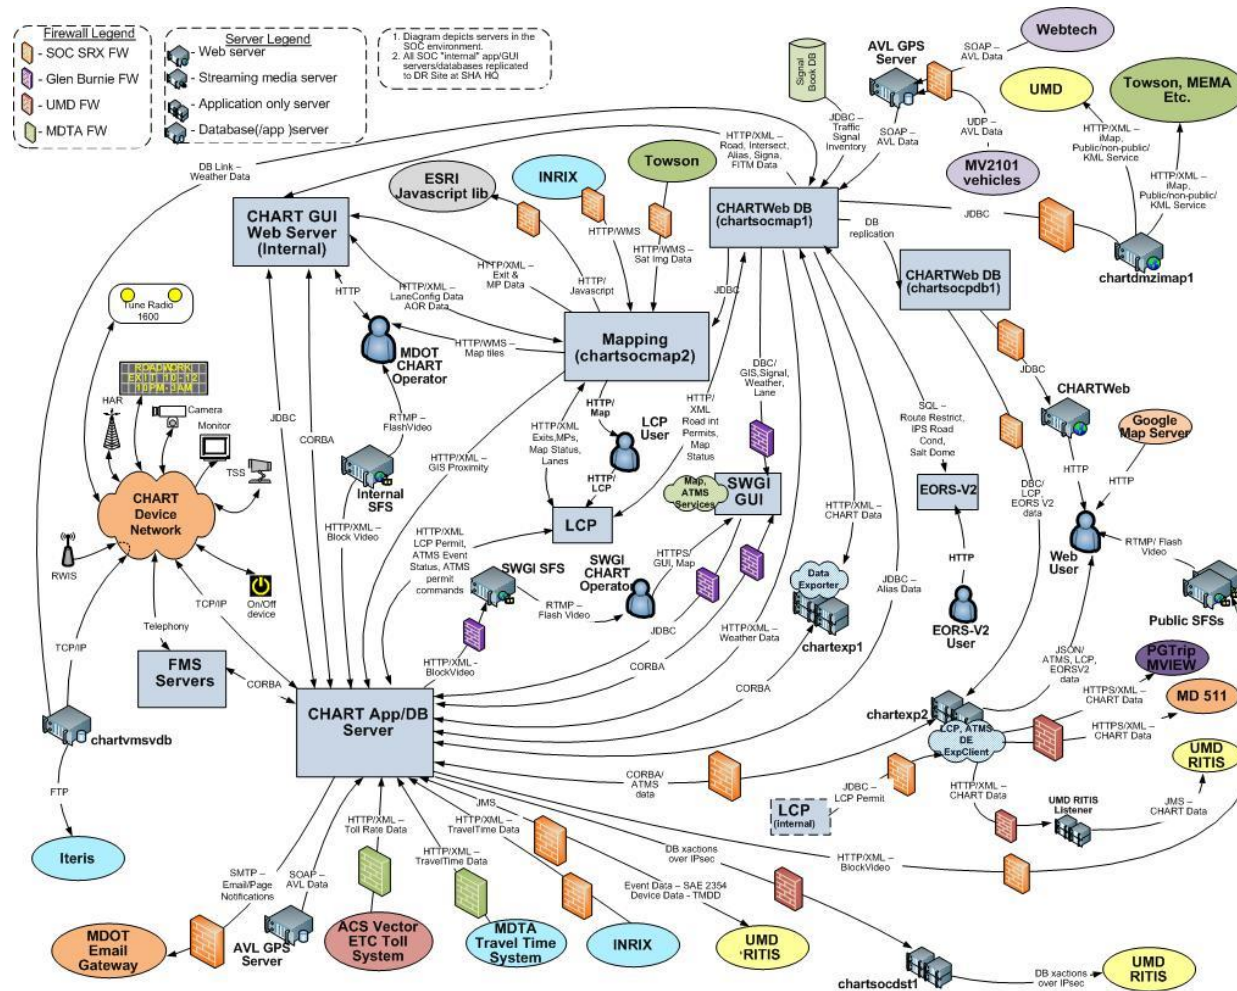 Firewall Legend
- SOC SRX FW
- Glen Burnie FW
- UMD FW
- MDTA FW
Server Legend
- Web server
- Streaming media server
Application only server
- Database(/app )server
1. Diagram depicts servers in the
SOC environment.
2. All SOC "internal" app/GUI
servers/databases replicated
to DR Site at SHA HQ
Signal
Book DB
AVL GPS
Server
SOAP –
AVL Data
Webtech
UMD
Towson, MEMA
Etc.
JDBC –
Traffic
Signal
Inventory
SOAP –
AVL Data
UDP –
AVL Data
MV2101
vehicles
HTTP/XML –
iMap,
Public/non-public/
KML Service
HTTP/XML –
iMap,
Public/non-public/
KML Service
DB Link –
Weather Data
HTTP/XML –
Road, Intersect,
Alias, Signa,
FITM Data
ESRI
Javascript lib
INRIX
Towson
CHART GUI
Web Server
(Internal)
CHARTWeb DB
(chartsocmap1)
JDBC
DB
replication
chartdmzimap1
CHARTWeb DB
(chartsocpdb1)
HTTP/WMS
HTTP/WMS –
Sat Img Data
HTTP/XML –
Exit &
MP Data
HTTP/
Javascript
JDBC
HTTP
HTTP/XML –
LaneConfig Data
AOR Data
Tune Radio
1600
Mapping
(chartsocmap2)
MDOT
CHART
Operator
HTTP/WMS –
Map tiles
ROADWORK
EXIT 10-12
10PM-3AM
HAR
Camera
Monitor
TSS
JDBC
CORBA
RTMP –
FlashVideo
HTTP/XML
Exits,MPs,
Map Status,
Lanes
HTTP/
Map
LCP
User
HTTP/
LCP
HTTP/
XML
Road int
Permits,
Map
Status
DBC/
GIS,Signal,
Weather,
Lane
SQL –
Route Restrict,
IPS Road
Cond,
Salt Dome
JDBC
CHARTWeb
Google
Map Server
HTTP
HTTP
HTTP/XML –
GIS Proximity
Internal
SFS
Map,
ATMS
Services
SWGI
GUI
EORS-V2
DBC/
LCP,
EORS V2
data
CHART
Device
Network
LCP
HTTP/XML –
Block Video
HTTP/XML
LCP Permit,
ATMS Event
Status, ATMS
permit
commands
HTTP/XML –
CHART Data
HTTP
Web
User
RTMP/ Flash
Video
RWIS
On/Off
device
TCP/IP
SWGI SFS
SWGI
CHART
Operator
HTTPS/
GUI, Map
RTMP –
Flash Video
Data
Exporter
chartexp1
JDBC –
Alias Data
EORS-V2
User
Public SFSs
Telephony
TCP/IP
FMS
Servers
CORBA
HTTP/XML –
BlockVideo
JDBC
CORBA
HTTP/XML –
Weather Data
CORBA
JSON/
ATMS, LCP,
EORSV2
data
PGTrip
MVIEW
HTTPS/XML –
CHART Data
MD 511
HTTPS/XML –
CHART Data
chartvmsvdb
CHART App/DB
Server
chartexp2
LCP, ATMS
DE
ExpClient
UMD
RITIS
FTP
CORBA/
ATMS
data
JDBC –
LCP Permit
LCP
(internal)
HTTP/XML –
CHART Data
UMD RITIS
Listener
JMS –
CHART Data
Iteris
HTTP/XML –
Toll Rate Data
HTTP/XML –
TravelTime Data
JMS
HTTP/XML –
TravelTime Data
DB xactions
over IPsec
HTTP/XML –
BlockVideo
SMTP –
Email/Page
Notifications
SOAP –
AVL Data
Event Data – SAE 2354
Device Data - TMDD
MDOT
Email
Gateway
AVL GPS
Server
ACS Vector
ETC Toll
System
MDTA
Travel Time
System
INRIX
UMD
RITIS
chartsocdst1
DB xactions
over IPsec
UMD
RITIS